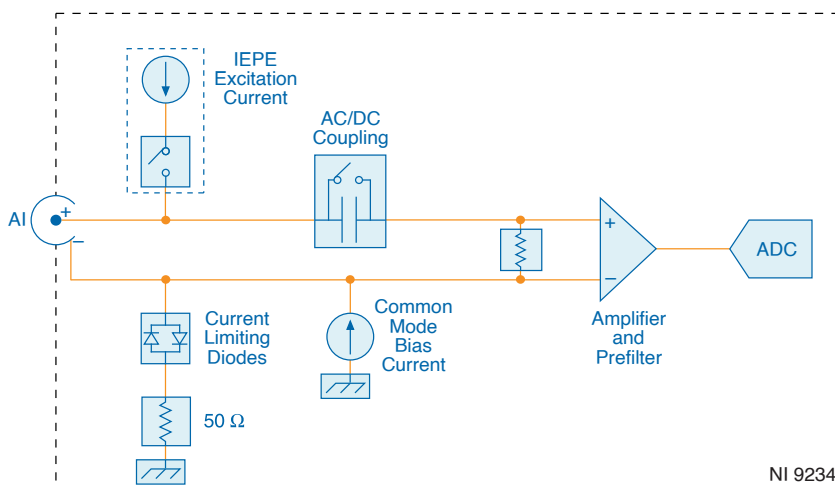 IEPE
Excitation
Current
AC/DC
Coupling
AI
+
−
+
−
ADC
Current
Limiting
Diodes
Common
Mode
Bias
Current
Amplifier
and
Prefilter
50 Ω
NI 9234